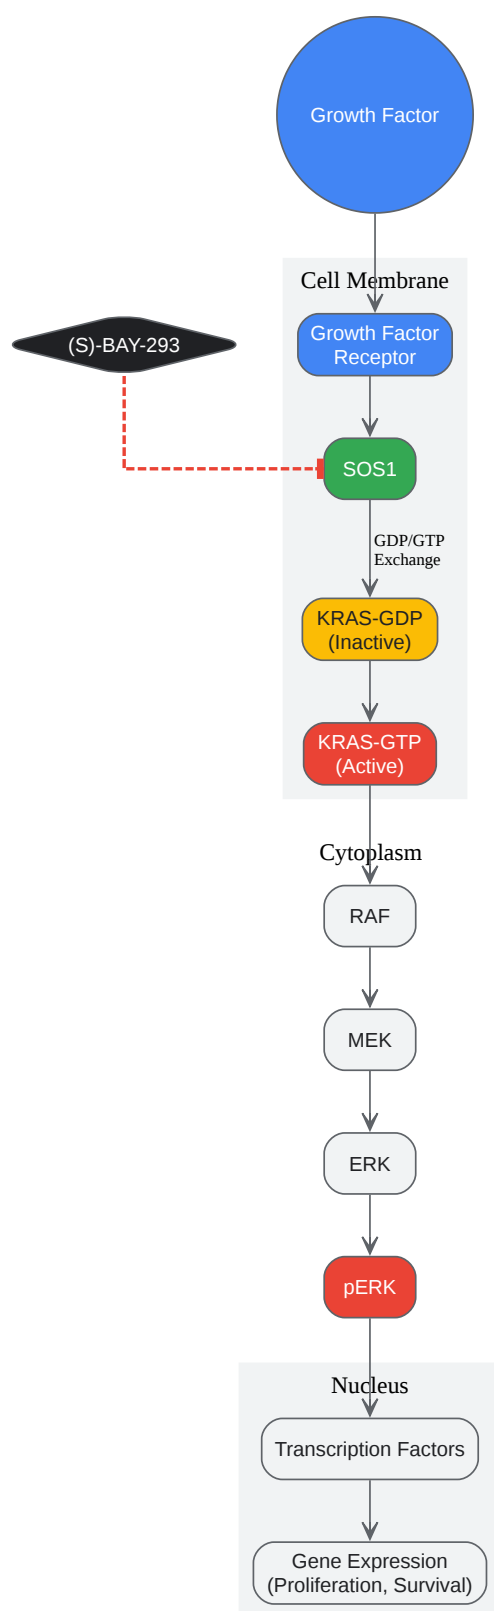 Growth Factor
Cell Membrane
Growth Factor
Receptor
(S)-BAY-293
SOS1
GDP/GTP
Exchange
KRAS-GDP
(Inactive)
KRAS-GTP
(Active)
Cytoplasm
RAF
MEK
ERK
pERK
Nucleus
Transcription Factors
Gene Expression
(Proliferation, Survival)